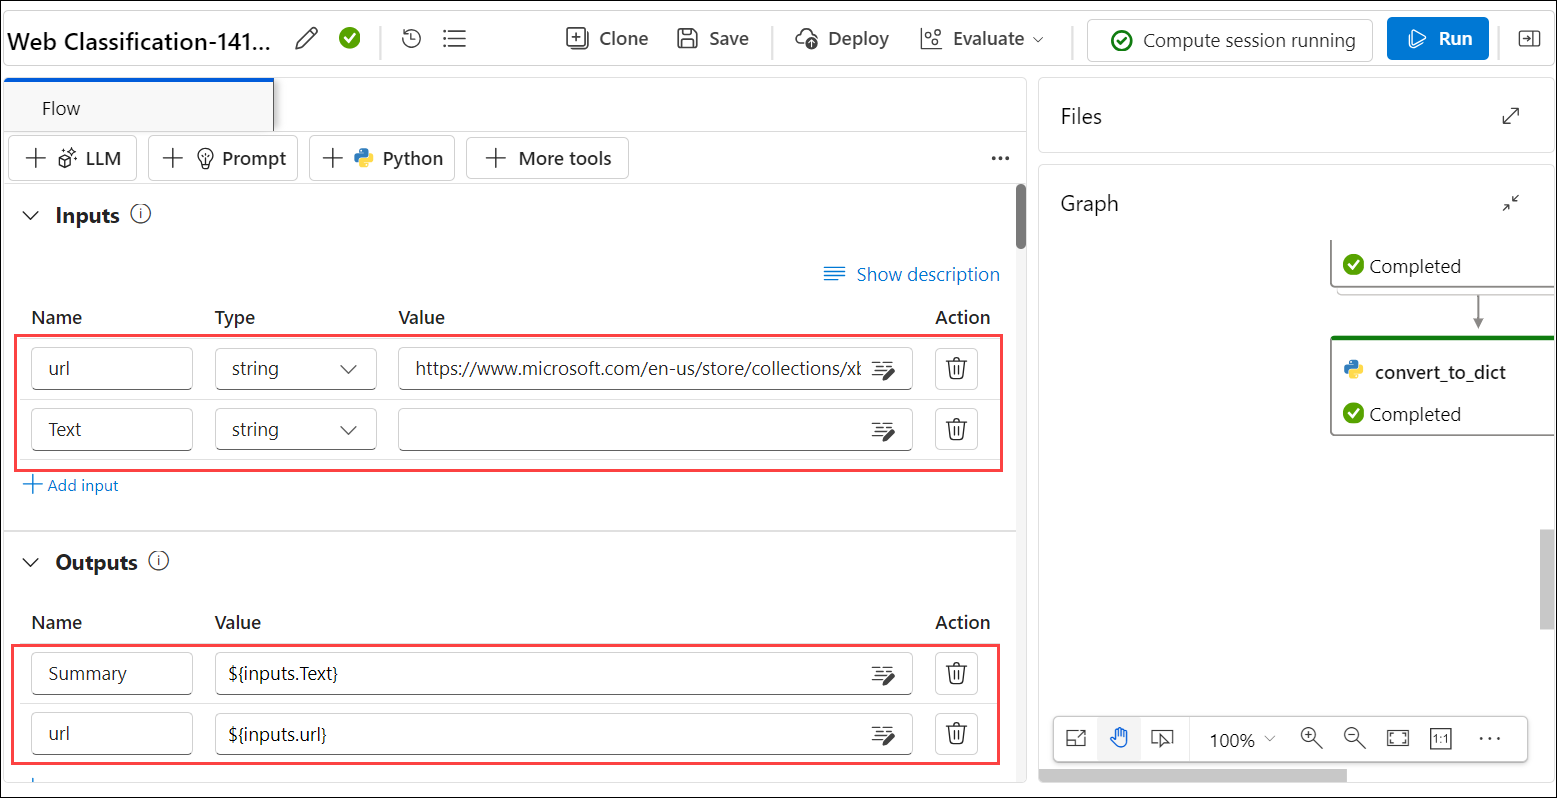 Web Classification-141...
Clone
Save
Deploy
Evaluate
Compute session running
Run
Flow
LLM
Prompt
Python
More tools
Inputs
Show description
Name Type Value Action
url string https://www.microsoft.com/en-us/store/collections/xb
Text string
Add input
Outputs
Name Value Action
Summary ${inputs.Text}
url ${inputs.url}
Files
Graph
Completed
convert_to_dict
Completed
100%
1:1